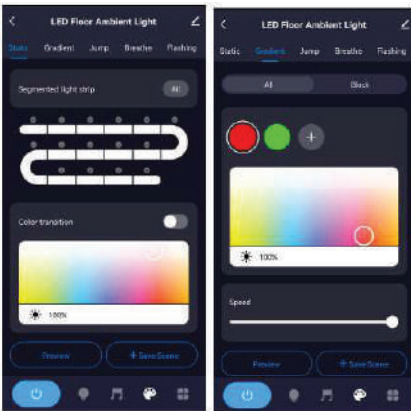 LED Floor Ambient Light
Static Gradient Jump Breathe Flashing
Segmented light strip All
Color transition
100%
Preview + Save Scene
LED Floor Ambient Light
Static Gradient Jump Breathe Flashing
All Block
+
100%
Speed
Preview + Save Scene